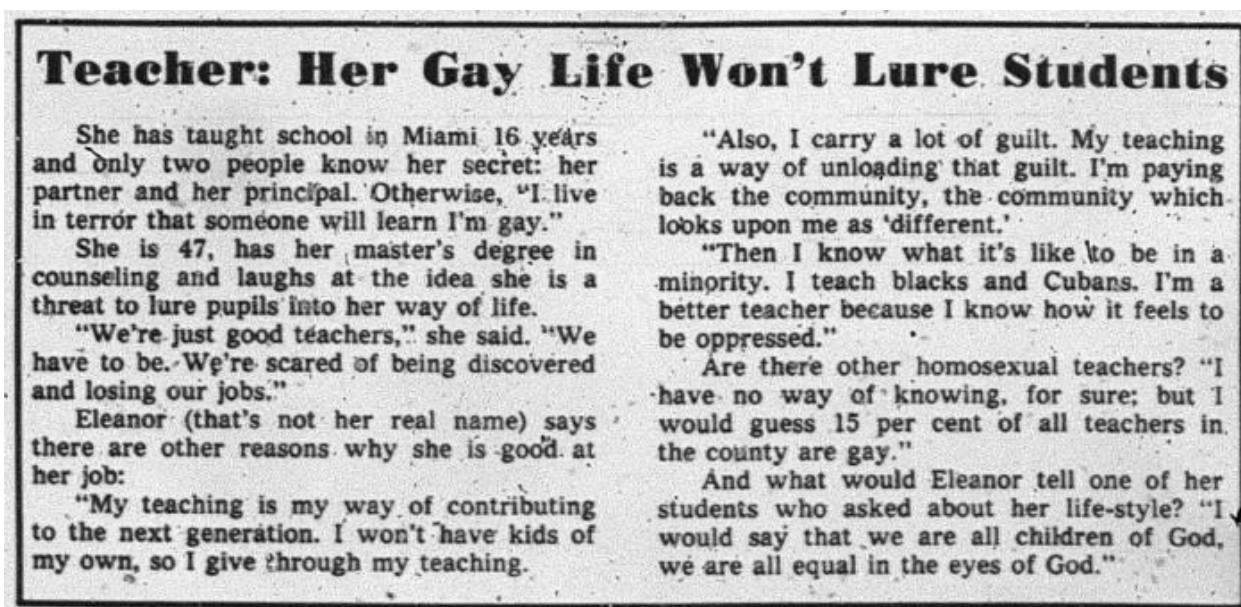 Teacher: Her Gay Life Won't Lure Students
She has taught school in Miami 16 years
and only two people know her secret: her
partner and her principal. Otherwise, "I live
in terror that someone will learn I'm gay."
She is 47, has her master's degree in
counseling and laughs at the idea she is a
threat to lure pupils into her way of life.
"We're just good teachers," she said. "We
have to be. We're scared of being discovered
and losing our jobs."
Eleanor (that's not her real name) says
there are other reasons why she is good at
her job:
"My teaching is my way of contributing
to the next generation. I won't have kids of
my own, so I give through my teaching.
"Also, I carry a lot of guilt. My teaching
is a way of unloading that guilt. I'm paying
back the community, the community which
looks upon me as 'different.'
"Then I know what it's like to be in a
minority. I teach blacks and Cubans. I'm a
better teacher because I know how it feels to
be oppressed."
Are there other homosexual teachers? "I
have no way of knowing, for sure; but I
would guess 15 per cent of all teachers in
the county are gay."
And what would Eleanor tell one of her
students who asked about her life-style? "I
would say that we are all children of God,
we are all equal in the eyes of God."